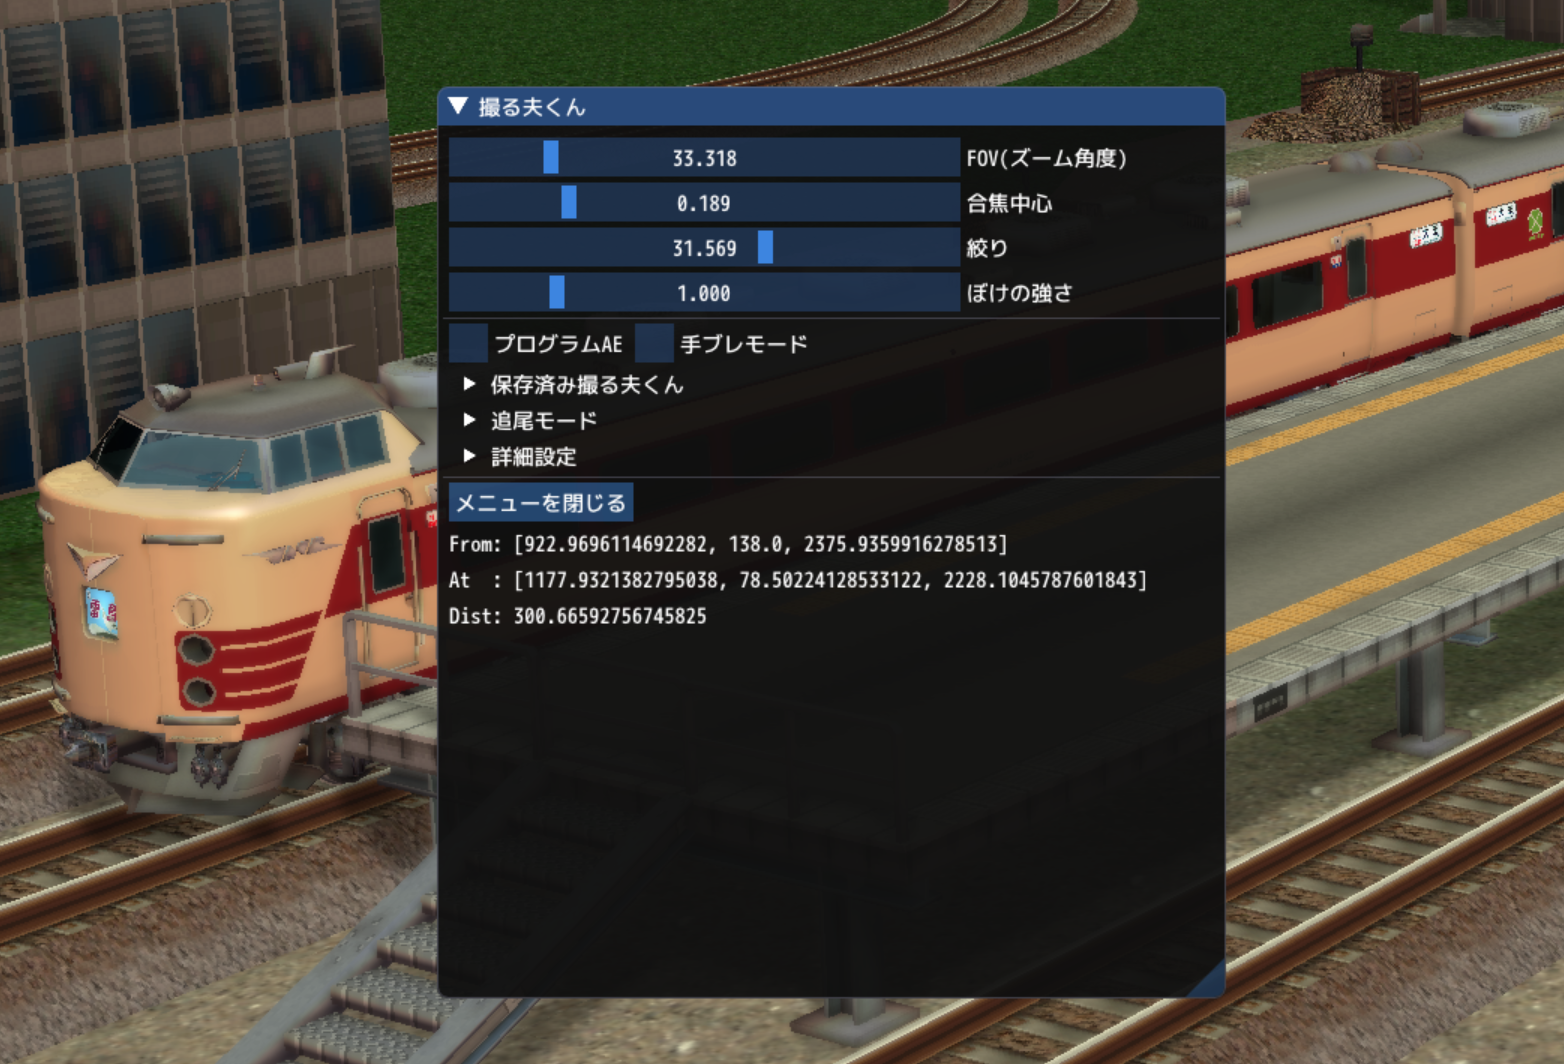 撮る夫くん
33.318 FOV(ズーム角度)
0.189 合焦中心
31.569 絞り
1.000 ぼけの強さ
プログラムAE 手ブレモード
保存済み撮る夫くん
追尾モード
詳細設定
メニューを閉じる
From: [922.9696114692282, 138.0, 2375.9359916278513]
At : [1177.9321382795038, 78.50224128533122, 2228.1045787601843]
Dist: 300.66592756745825